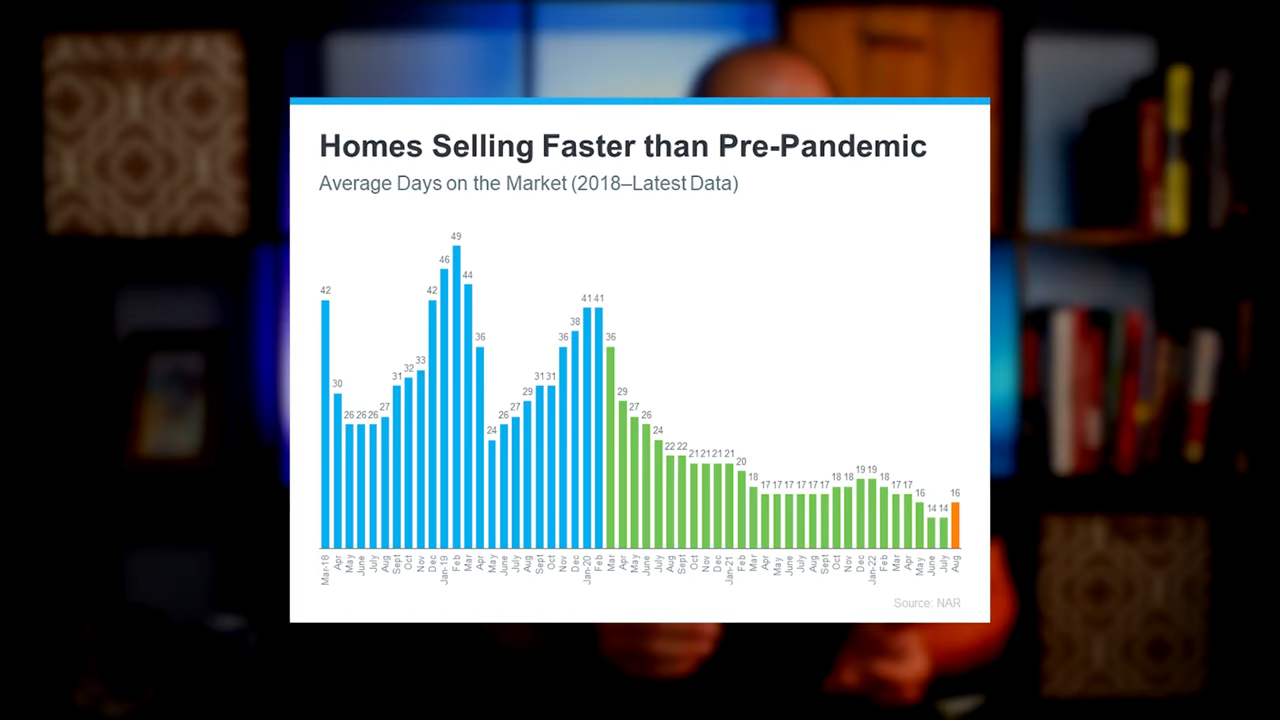 Homes Selling Faster than Pre-Pandemic
Average Days on the Market (2018–Latest Data)
42 30 26 26 26 27 31 32 33 42 46 49 44 36 24 26 27 29 31 31 36 38 41 41 36 29 27 26 24 22 22 21 21 21 21 20 18 17 17 17 17 17 17 18 18 19 19 18 17 17 16 14 14 16
Mar-18 Apr May June July Aug Sept Oct Nov Dec Jan-19 Feb Mar Apr May June July Aug Sept Oct Nov Dec Jan-20 Feb Mar Apr May June July Aug Sept Oct Nov Dec Jan-21 Feb Mar Apr May June July Aug Sept Oct Nov Dec Jan-22 Feb Mar Apr May June July Aug
Source: NAR